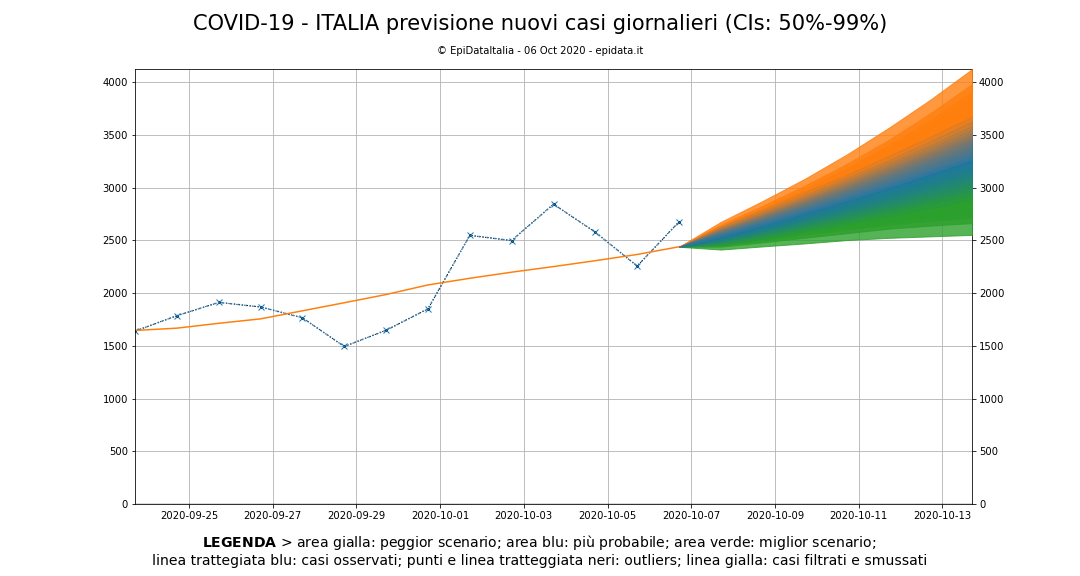 COVID-19 - ITALIA previsione nuovi casi giornalieri (CIs: 50%-99%)
© EpiDataItalia - 06 Oct 2020 - epidata.it
4000 4000
3500 3500
3000 3000
2500 2500
2000 2000
1500 1500
1000 1000
500 500
0 0
2020-09-25 2020-09-27 2020-09-29 2020-10-01 2020-10-03 2020-10-05 2020-10-07 2020-10-09 2020-10-11 2020-10-13
LEGENDA > area gialla: peggior scenario; area blu: più probabile; area verde: miglior scenario;
linea trattegiata blu: casi osservati; punti e linea tratteggiata neri: outliers; linea gialla: casi filtrati e smussati